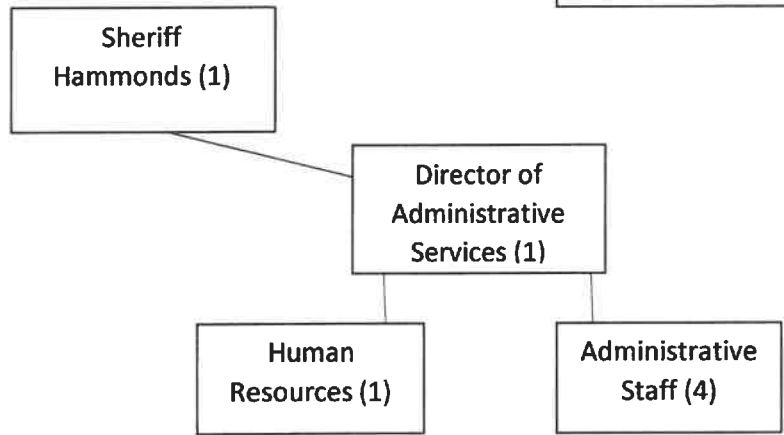 Sheriff
Hammonds (1)
Director of
Administrative
Services (1)
Human
Resources (1)
Administrative
Staff (4)